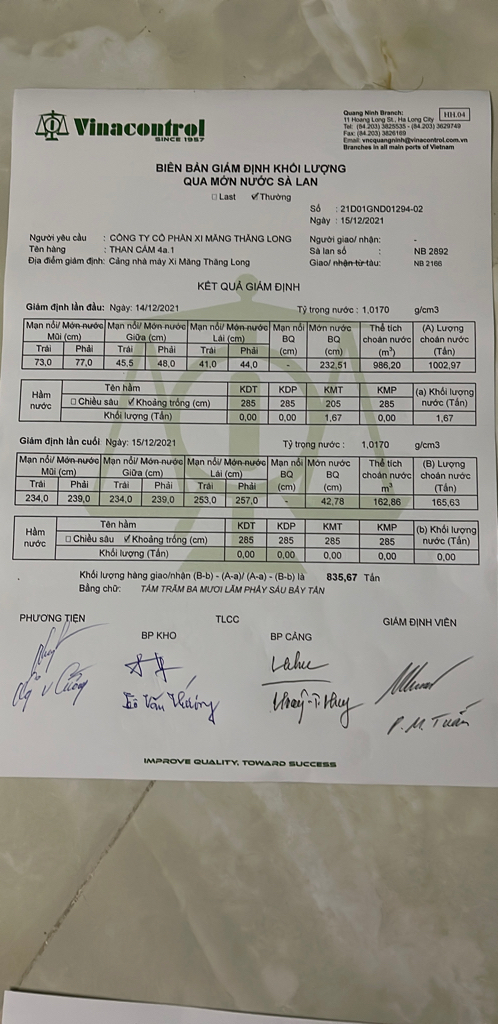 Vinacontrol
SINCE 1957
Quang Ninh Branch:
11 Hoang Long St., Ha Long City
Tel: (84.203) 3825535 - (84.203) 3629749
Fax: (84.203) 3826169
Email: vncquangninh@vinacontrol.com.vn
Branches in all main ports of Vietnam
HH.04
BIÊN BẢN GIÁM ĐỊNH KHỐI LƯỢNG
QUA MỚN NƯỚC SÀ LAN
Last Thường
Số : 21D01GND01294-02
Ngày : 15/12/2021
Người yêu cầu : CÔNG TY CỔ PHẦN XI MĂNG THĂNG LONG Người giao/ nhận: -
Tên hàng : THAN CÁM 4a.1 Sà lan số : NB 2892
Địa điểm giám định: Cảng nhà máy Xi Măng Thăng Long Giao/ nhận từ tàu: NB 2166
KẾT QUẢ GIÁM ĐỊNH
Giám định lần đầu: Ngày: 14/12/2021 Tỷ trọng nước : 1,0170 g/cm3
Mạn nổi/ Món nước Mũi (cm) Mạn nổi/ Món nước Giữa (cm) Mạn nổi/ Món nước Lái (cm) Mạn nổi BQ (cm) Món nước BQ (cm) Thể tích choán nước (m³) (A) Lượng choán nước (Tấn)
Trái Phải Trái Phải Trái Phải
73,0 77,0 45,5 48,0 41,0 44,0 - 232,51 986,20 1002,97
Hầm nước Tên hầm KDT KDP KMT KMP (a) Khối lượng nước (Tấn)
Chiều sâu Khoảng trống (cm) 285 285 205 285
Khối lượng (Tấn) 0,00 0,00 1,67 0,00 1,67
Giám định lần cuối Ngày: 15/12/2021 Tỷ trọng nước : 1,0170 g/cm3
Mạn nổi/ Món nước Mũi (cm) Mạn nổi/ Món nước Giữa (cm) Mạn nổi/ Món nước Lái (cm) Mạn nổi BQ (cm) Món nước BQ (cm) Thể tích choán nước m³ (B) Lượng choán nước (Tấn)
Trái Phải Trái Phải Trái Phải
234,0 239,0 234,0 239,0 253,0 257,0 - 42,78 162,86 165,63
Hầm nước Tên hầm KDT KDP KMT KMP (b) Khối lượng nước (Tấn)
Chiều sâu Khoảng trống (cm) 285 285 285 285
Khối lượng (Tấn) 0,00 0,00 0,00 0,00 0,00
Khối lượng hàng giao/nhận (B-b) - (A-a)/ (A-a) - (B-b) là 835,67 Tấn
Bằng chữ: TÁM TRĂM BA MƯƠI LĂM PHẨY SÁU BẢY TẤN
PHƯƠNG TIỆN TLCC GIÁM ĐỊNH VIÊN
BP KHO BP CẢNG
P.M. Tuấn
IMPROVE QUALITY, TOWARD SUCCESS